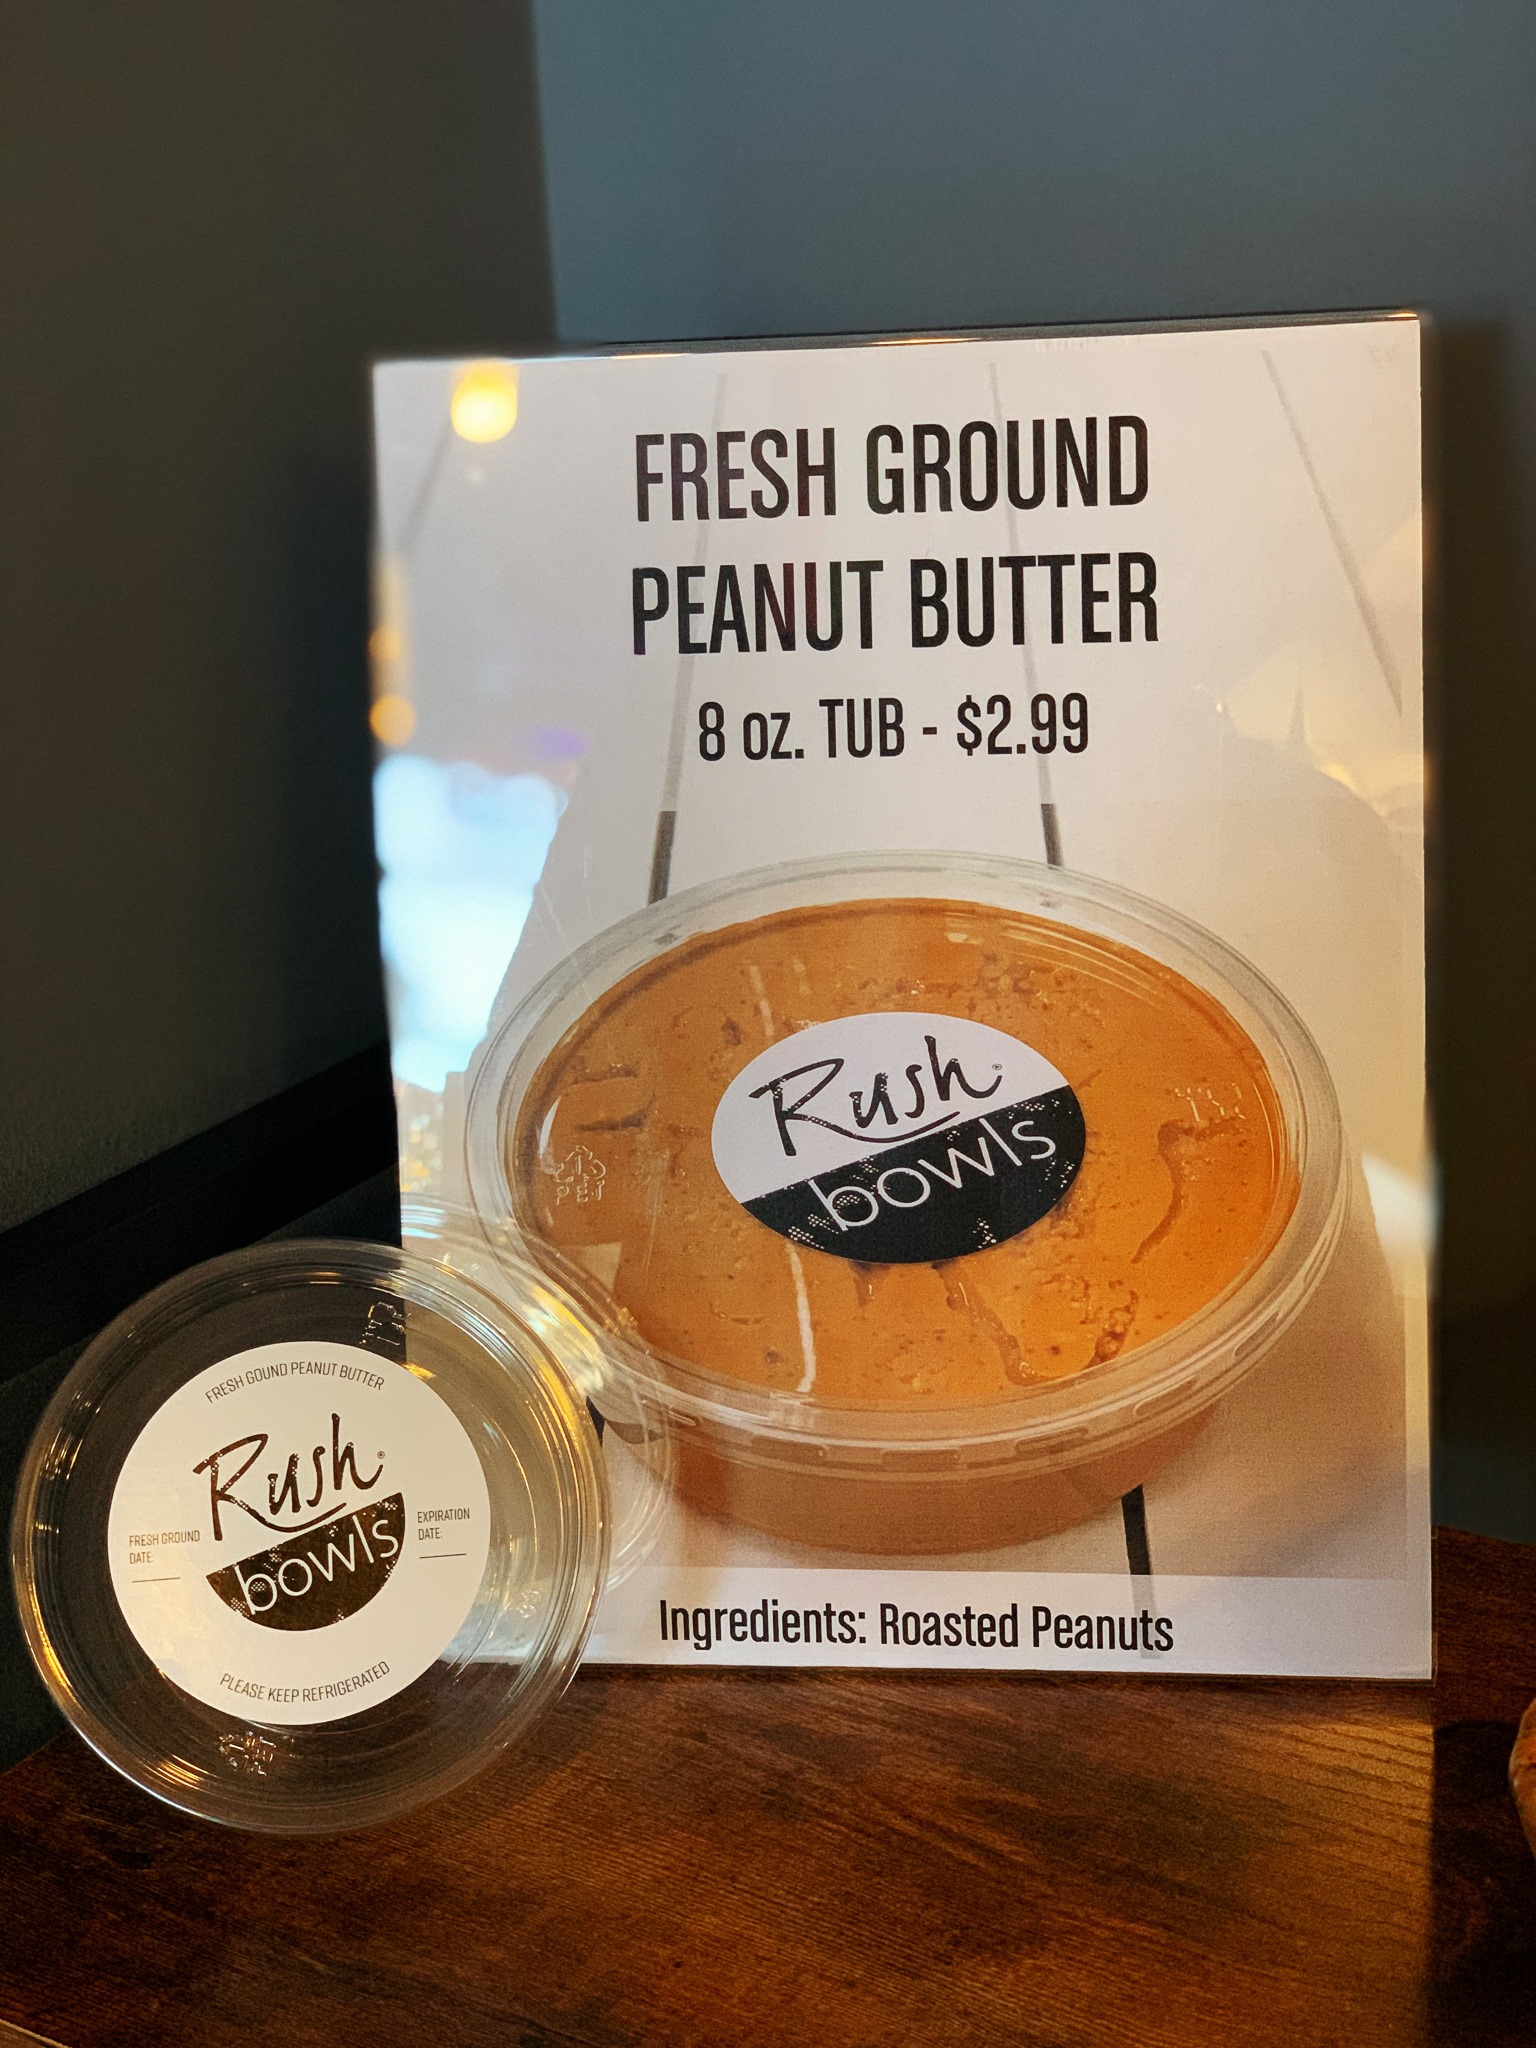 FRESH GROUND
PEANUT BUTTER
8 oz. TUB - $2.99
Rush®
bowls
Ingredients: Roasted Peanuts
FRESH GOUND PEANUT BUTTER
Rush®
bowls
FRESH GROUND
DATE:
EXPIRATION
DATE:
PLEASE KEEP REFRIGERATED